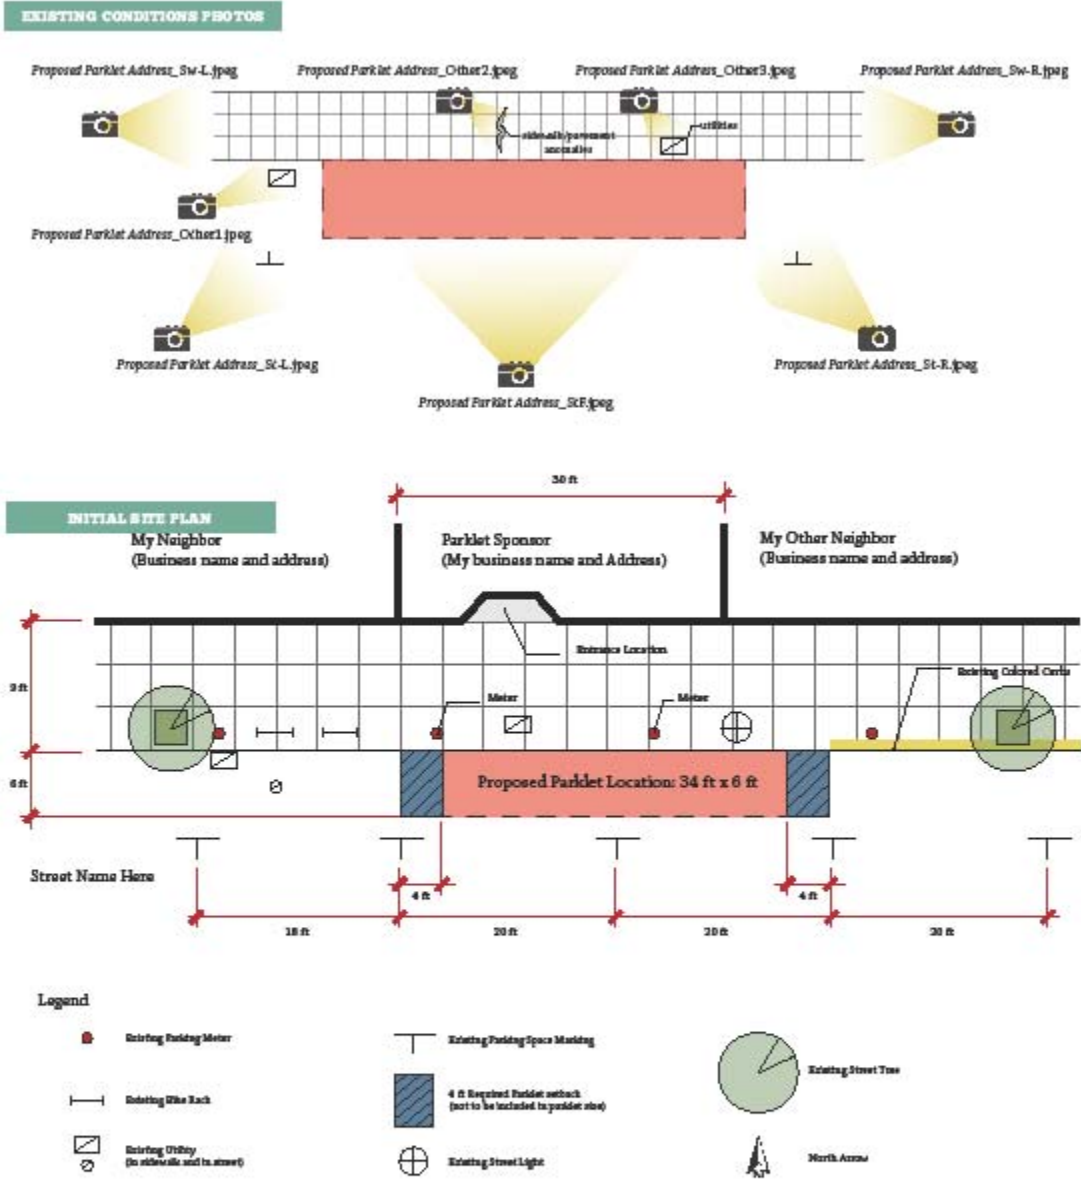 EXISTING CONDITIONS PHOTOS
Proposed Parklet Address_Sw-L.jpeg
Proposed Parklet Address_Other2.jpeg
Proposed Parklet Address_Other3.jpeg
Proposed Parklet Address_Sw-R.jpeg
sidewalk/pavement
anomalies
utilities
Proposed Parklet Address_Other1.jpeg
Proposed Parklet Address_St-L.jpeg
Proposed Parklet Address_StF.jpeg
Proposed Parklet Address_St-R.jpeg
30 ft
INITIAL SITE PLAN
My Neighbor
(Business name and address)
Parklet Sponsor
(My business name and Address)
My Other Neighbor
(Business name and address)
Entrance Location
Existing Colored Curbs
9 ft
Meter
Meter
6 ft
Proposed Parklet Location: 34 ft x 6 ft
Street Name Here
4 ft
4 ft
18 ft
20 ft
20 ft
20 ft
Legend
Existing Parking Meter
Existing Bike Rack
Existing Utility
(in sidewalk and in street)
Existing Parking Space Marking
4 ft Required Parklet setback
(not to be included in parklet size)
Existing Street Light
Existing Street Tree
North Arrow
N